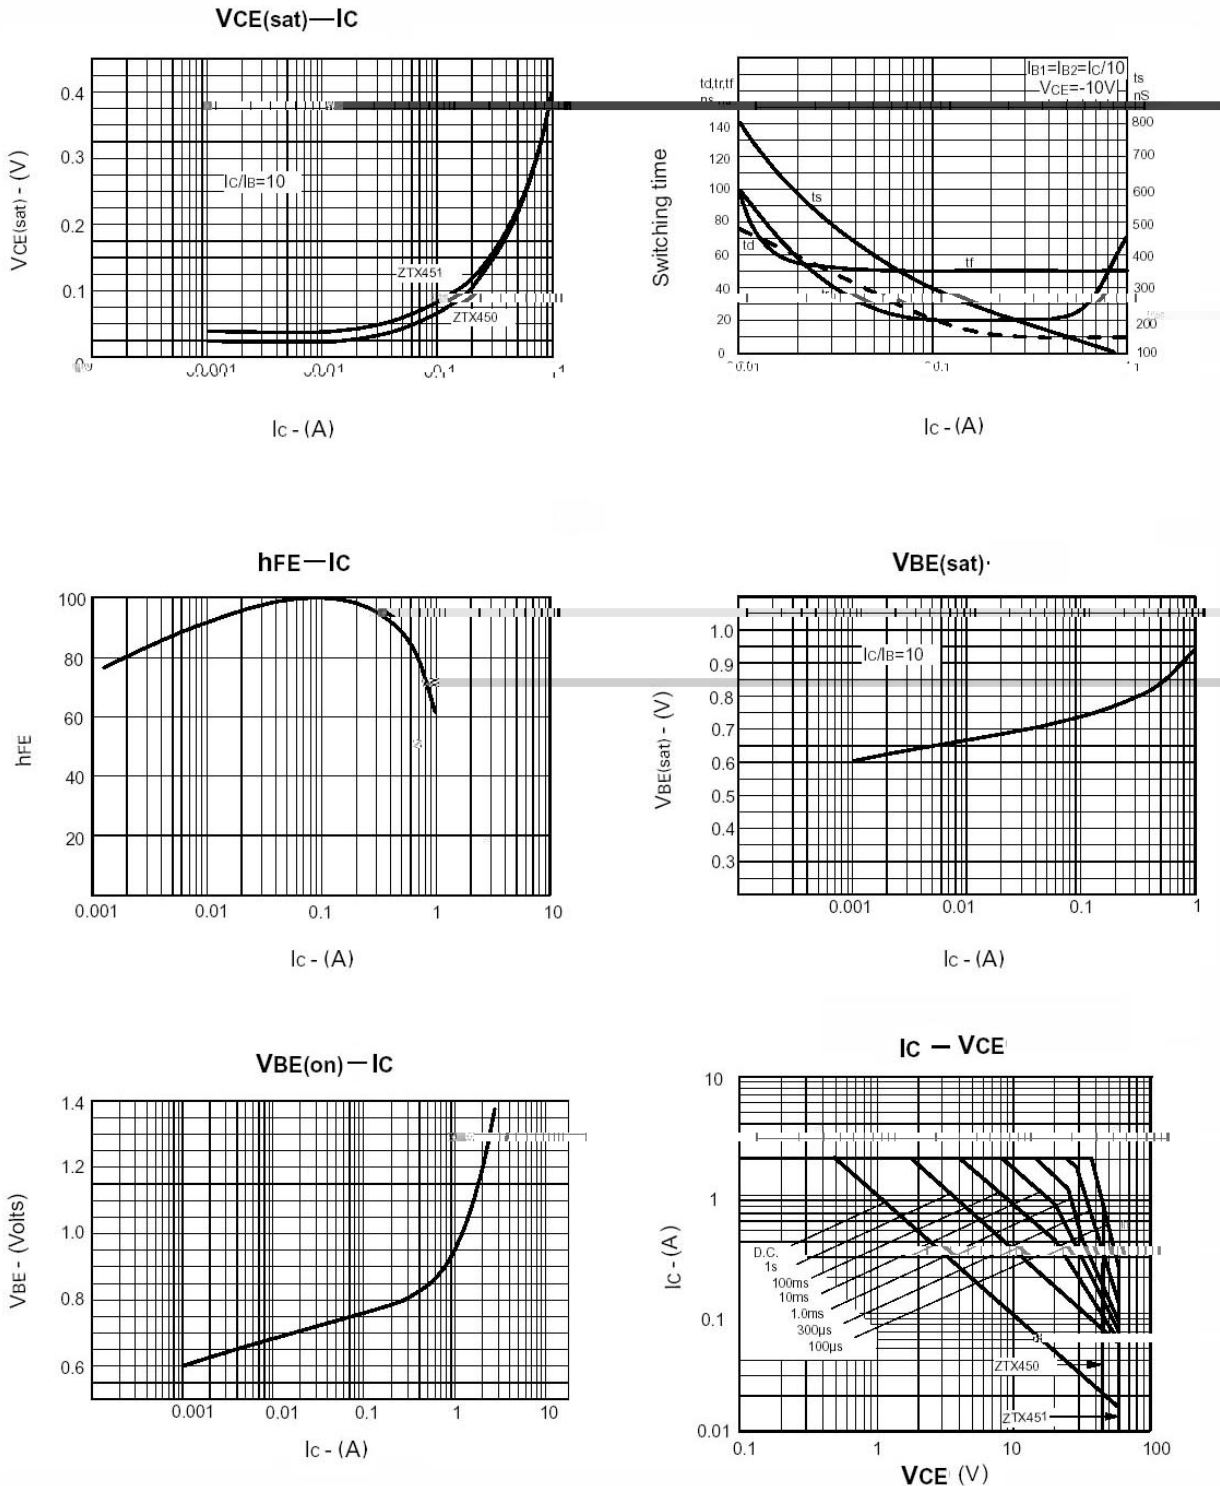 VCE(sat)—IC
0.4
0.3
0.2
0.1
IC/IB=10
ZTX451
ZTX450
VCE(sat) - (V)
IC - (A)
td,tr,tf
IB1=IB2=IC/10
VCE=-10V
ts
nS
140
120
100
80
60
40
20
0
800
700
600
500
400
300
200
100
ts
td
tf
Switching time
0.1
1
IC - (A)
hFE—IC
100
80
60
40
20
hFE
0.001
0.01
0.1
1
10
IC - (A)
VBE(sat)
IC/IB=10
1.0
0.9
0.8
0.7
0.6
0.5
0.4
0.3
VBE(sat) - (V)
0.001
0.01
0.1
1
IC - (A)
VBE(on)—IC
1.4
1.2
1.0
0.8
0.6
VBE - (Volts)
0.001
0.01
0.1
1
10
IC - (A)
IC — VCE
10
1
0.1
0.01
IC - (A)
D.C.
1s
100ms
10ms
1.0ms
300µs
100µs
ZTX450
ZTX451
0.1
1
10
100
VCE (V)